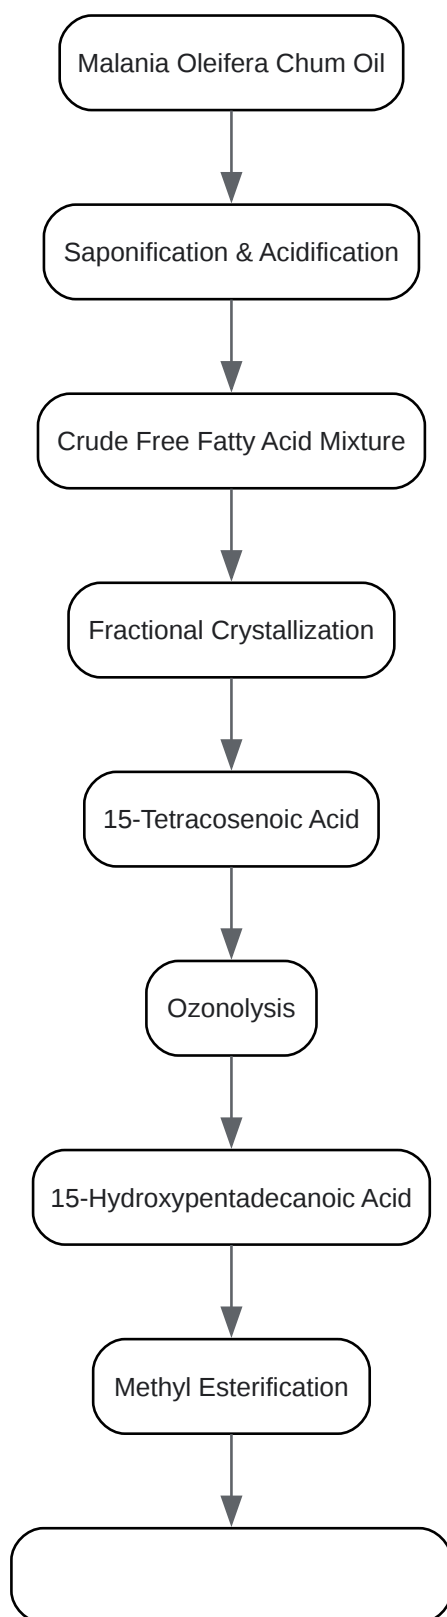 Malania Oleifera Chum Oil
Saponification & Acidification
Crude Free Fatty Acid Mixture
Fractional Crystallization
15-Tetracosenoic Acid
Ozonolysis
15-Hydroxypentadecanoic Acid
Methyl Esterification